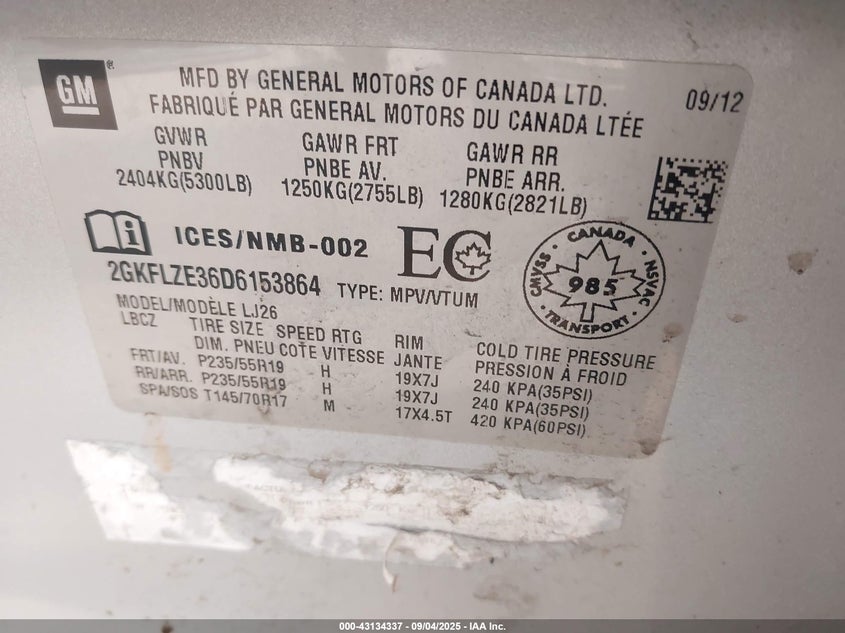 GM
MFD BY GENERAL MOTORS OF CANADA LTD.
09/12
FABRIQUÉ PAR GENERAL MOTORS DU CANADA LTÉE
GVWR
PNBV
2404KG(5300LB)
GAWR FRT
PNBE AV.
1250KG(2755LB)
GAWR RR
PNBE ARR.
1280KG(2821LB)
ICES/NMB-002
EC
CANADA
CMVSS
NSVAC
985
TRANSPORT
2GKFLZE36D6153864 TYPE: MPV/VTUM
MODEL/MODÈLE LJ26
LBCZ
TIRE SIZE SPEED RTG RIM COLD TIRE PRESSURE
DIM. PNEU COTE VITESSE JANTE PRESSION À FROID
FRT/AV. P235/55R19 H 19X7J 240 KPA(35PSI)
RR/ARR. P235/55R19 H 19X7J 240 KPA(35PSI)
SPA/SOS T145/70R17 M 17X4.5T 420 KPA(60PSI)
000-43134337 - 09/04/2025 - IAA Inc.